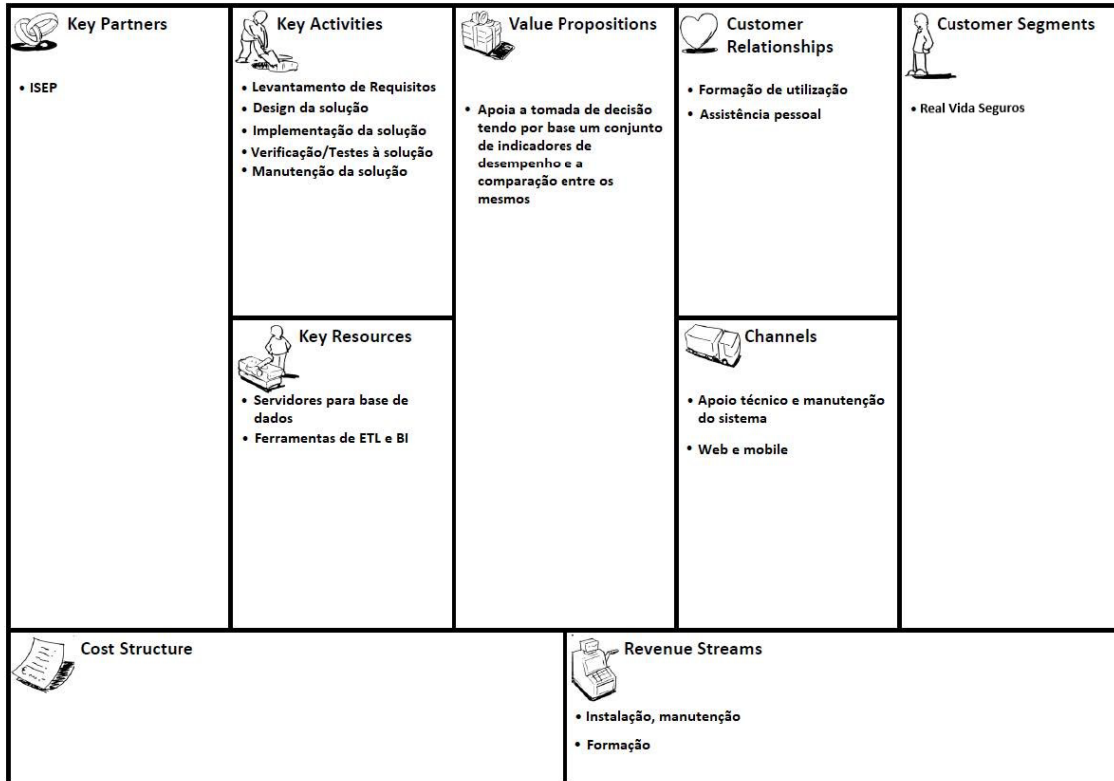 Key Partners
• ISEP
Key Activities
• Levantamento de Requisitos
• Design da solução
• Implementação da solução
• Verificação/Testes à solução
• Manutenção da solução
Key Resources
• Servidores para base de
dados
• Ferramentas de ETL e BI
Value Propositions
• Apoia a tomada de decisão
tendo por base um conjunto
de indicadores de
desempenho e a
comparação entre os
mesmos
Customer
Relationships
• Formação de utilização
• Assistência pessoal
Channels
• Apoio técnico e manutenção
do sistema
• Web e mobile
Customer Segments
• Real Vida Seguros
Cost Structure
Revenue Streams
• Instalação, manutenção
• Formação